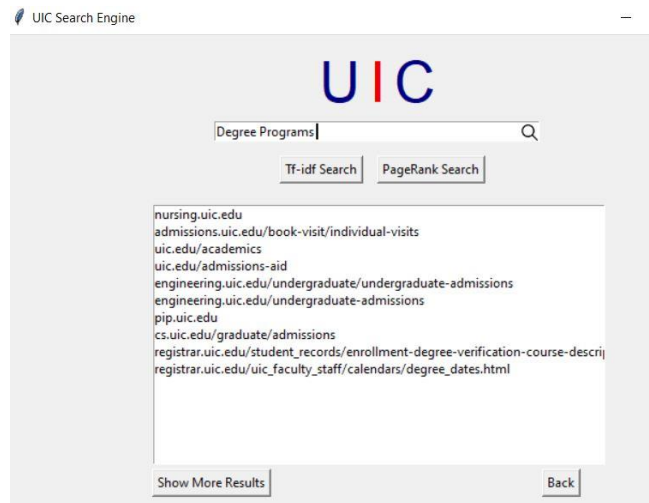 UIC Search Engine
U I C
Degree Programs
Tf-idf Search PageRank Search
nursing.uic.edu
admissions.uic.edu/book-visit/individual-visits
uic.edu/academics
uic.edu/admissions-aid
engineering.uic.edu/undergraduate/undergraduate-admissions
engineering.uic.edu/undergraduate-admissions
pip.uic.edu
cs.uic.edu/graduate/admissions
registrar.uic.edu/student_records/enrollment-degree-verification-course-descrip
registrar.uic.edu/uic_faculty_staff/calendars/degree_dates.html
Show More Results Back